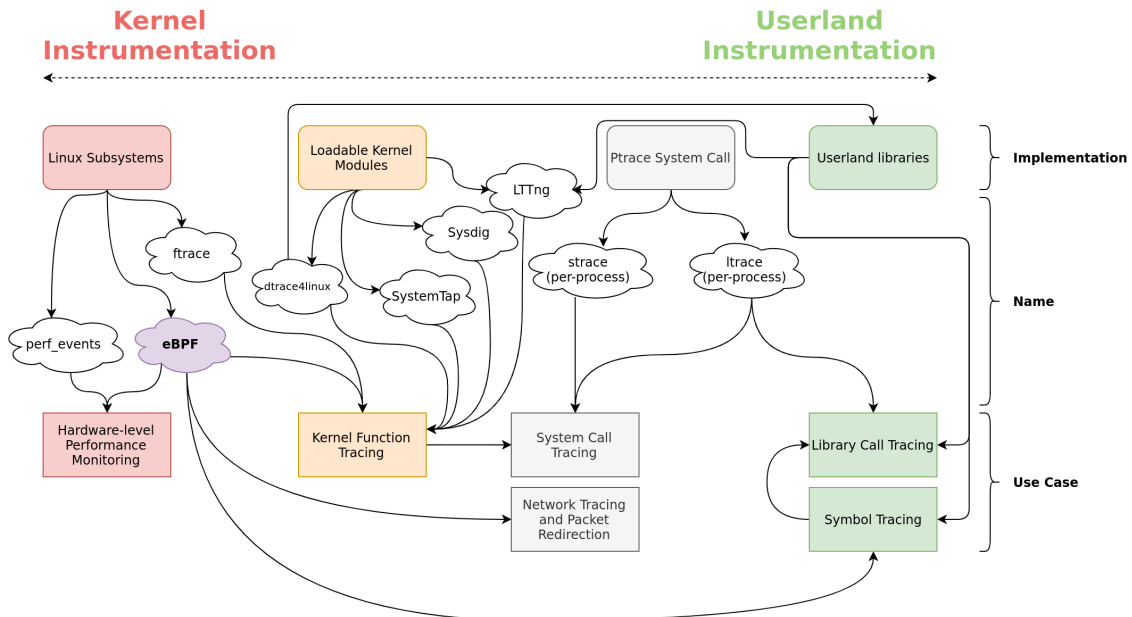 Kernel
Instrumentation
Userland
Instrumentation
Linux Subsystems
Loadable Kernel
Modules
Ptrace System Call
Userland libraries
Implementation
LTTng
Sysdig
ftrace
strace
(per-process)
ltrace
(per-process)
dtrace4linux
SystemTap
Name
perf_events
eBPF
Hardware-level
Performance
Monitoring
Kernel Function
Tracing
System Call
Tracing
Library Call Tracing
Use Case
Network Tracing
and Packet
Redirection
Symbol Tracing